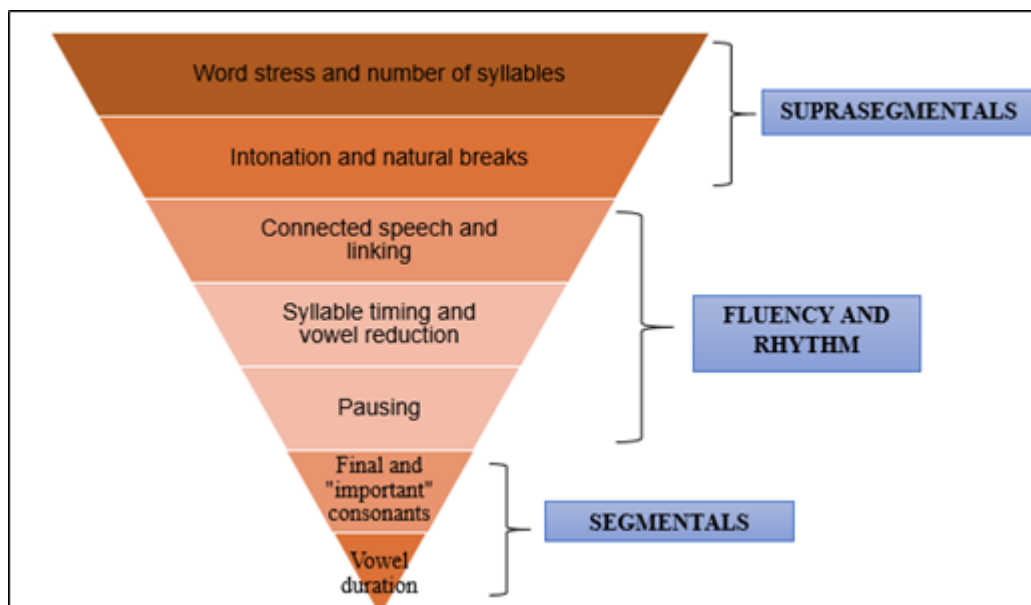 Word stress and number of syllables
SUPRASEGMENTALS
Intonation and natural breaks
Connected speech and
linking
Syllable timing and
vowel reduction
FLUENCY AND
RHYTHM
Pausing
Final and
"important"
consonants
SEGMENTALS
Vowel
duration